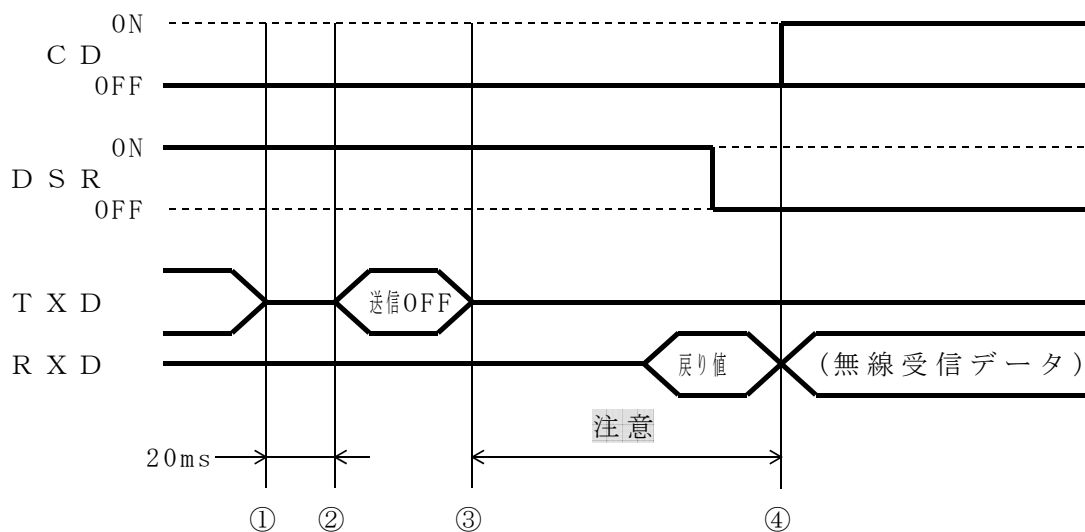 ON
CD
OFF
ON
DSR
OFF
TXD
送信OFF
RXD
戻り値
(無線受信データ)
注意
20ms
① ② ③ ④